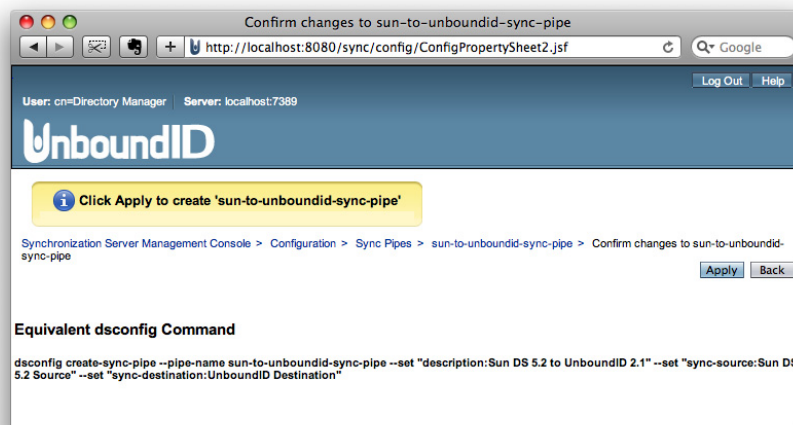 Confirm changes to sun-to-unboundid-sync-pipe
http://localhost:8080/sync/config/ConfigPropertySheet2.jsf
Google
Log Out Help
User: cn=Directory Manager Server: localhost:7389
UnboundID
Click Apply to create 'sun-to-unboundid-sync-pipe'
Synchronization Server Management Console > Configuration > Sync Pipes > sun-to-unboundid-sync-pipe > Confirm changes to sun-to-unboundid-
sync-pipe
Apply Back
Equivalent dsconfig Command
dsconfig create-sync-pipe --pipe-name sun-to-unboundid-sync-pipe --set "description:Sun DS 5.2 to UnboundID 2.1" --set "sync-source:Sun DS
5.2 Source" --set "sync-destination:UnboundID Destination"